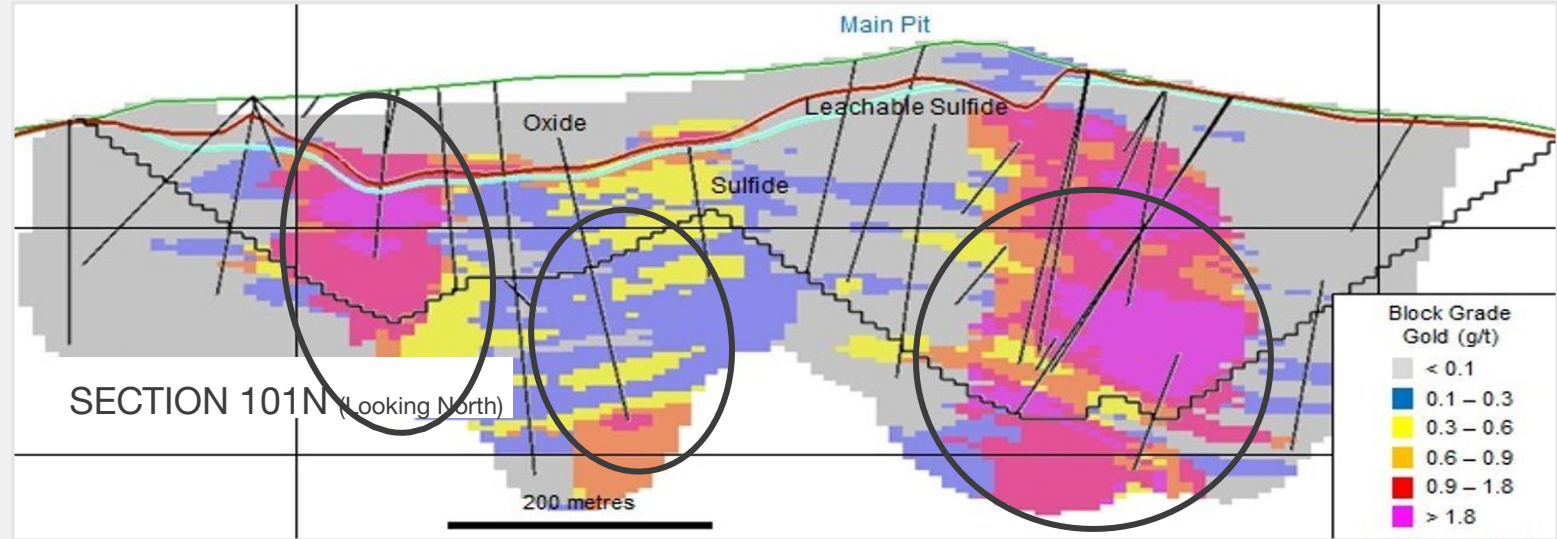 Main Pit
Leachable Sulfide
Oxide
Sulfide
SECTION 101N (Looking North)
200 metres
Block Grade
Gold (g/t)
< 0.1
0.1 – 0.3
0.3 – 0.6
0.6 – 0.9
0.9 – 1.8
> 1.8